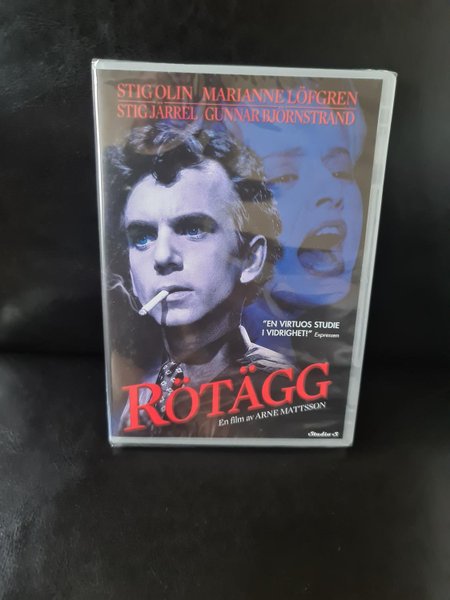 STIG OLIN MARIANNE LÖFGREN
STIG JÄRREL GUNNAR BJÖRNSTRAND
"EN VIRTUOS STUDIE
I VIDRIGHET!" Expressen
RÖTÄGG
En film av ARNE MATTSSON
Studio S